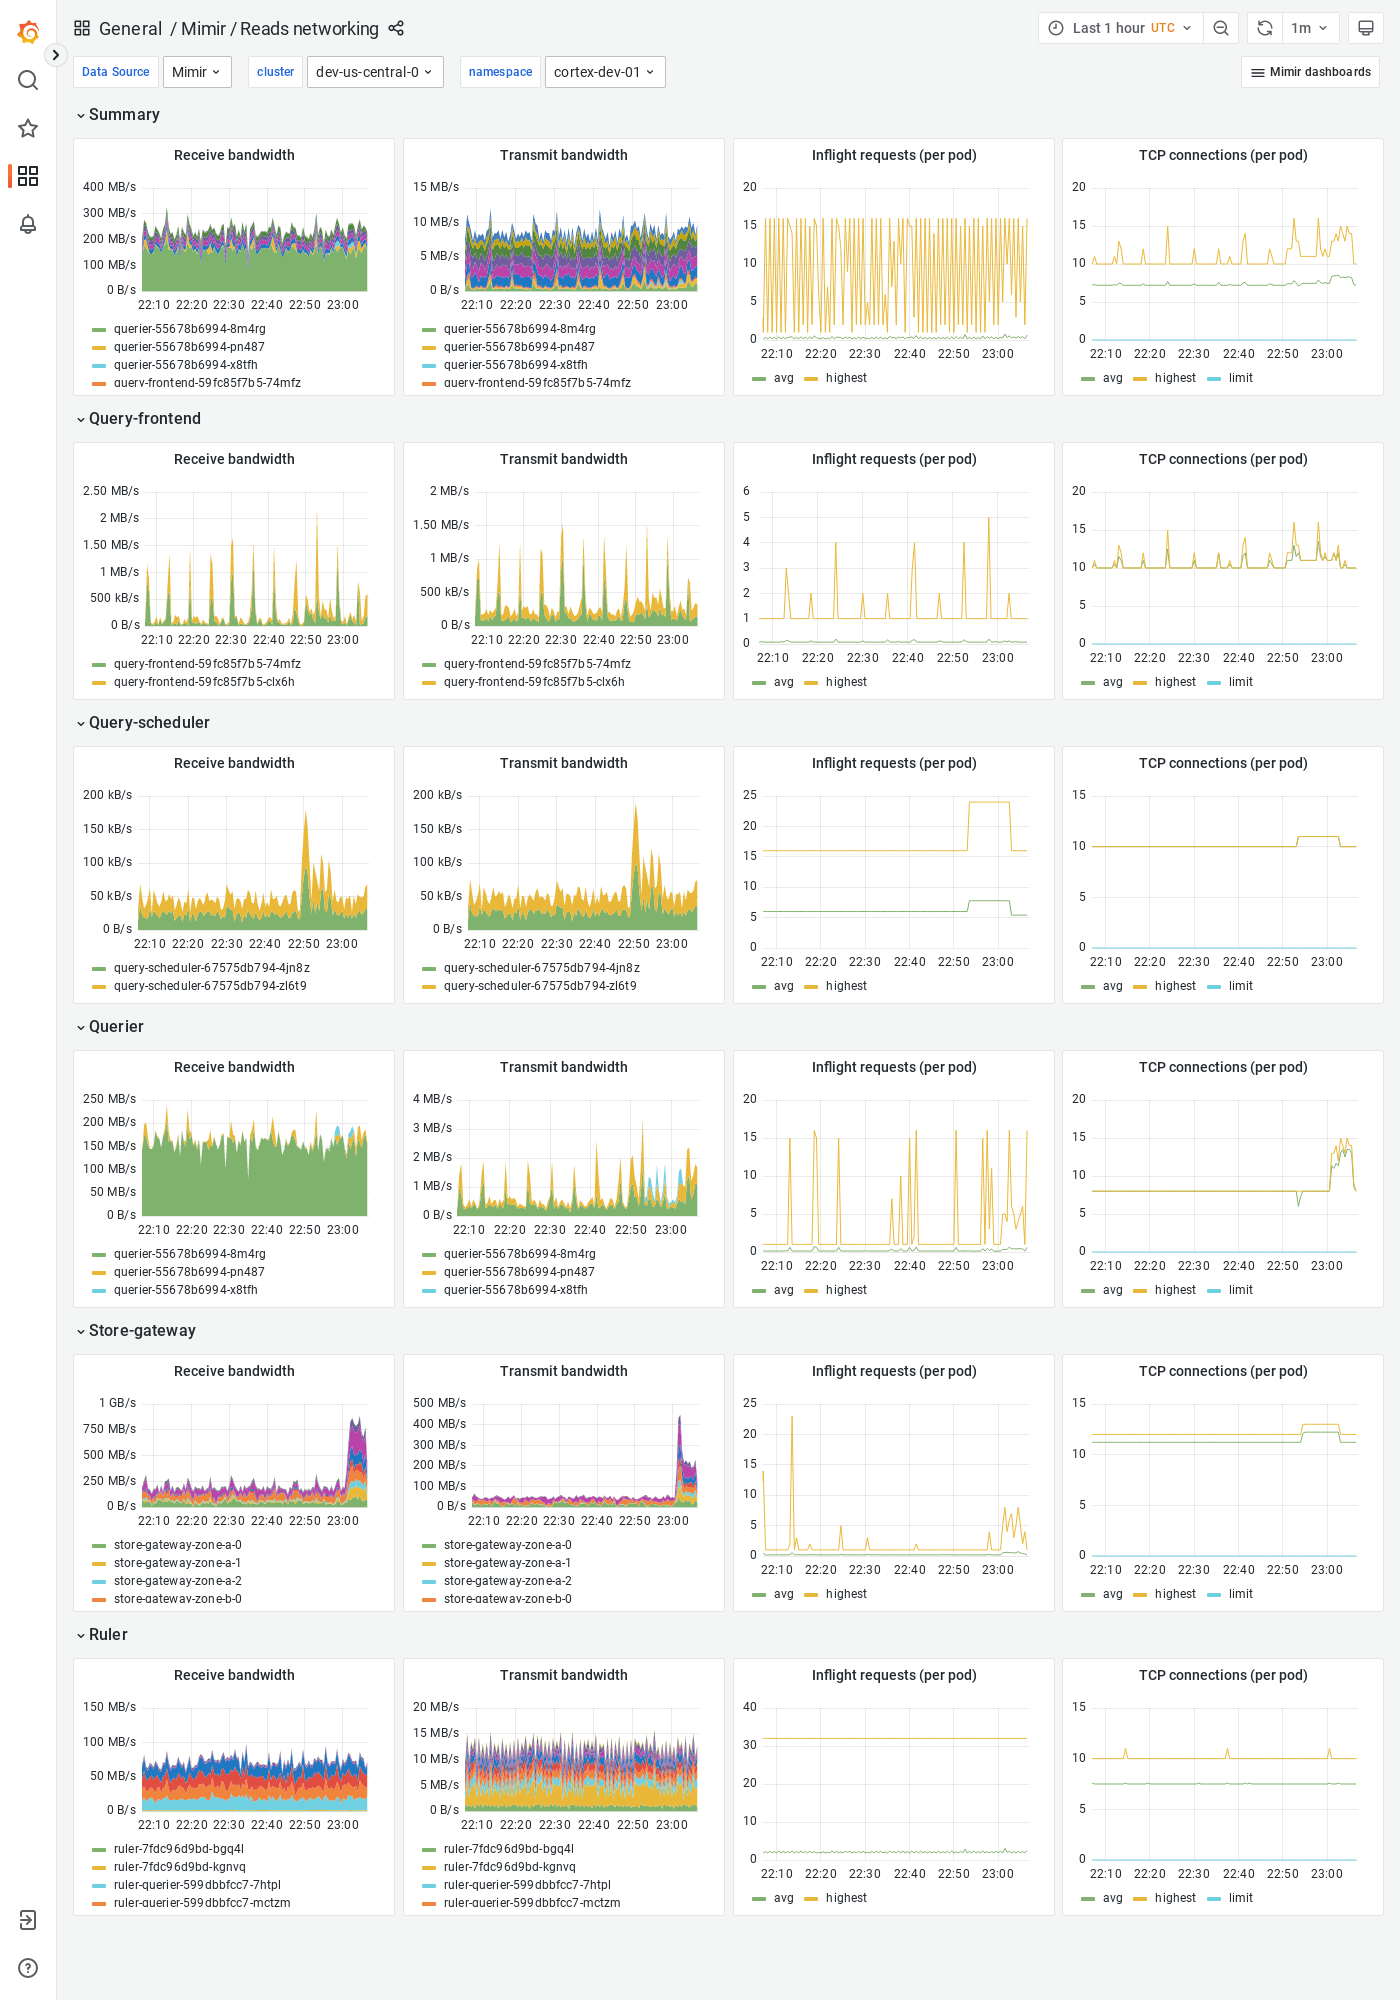 General / Mimir / Reads networking
Last 1 hour UTC
1m
Data Source Mimir cluster dev-us-central-0 namespace cortex-dev-01
Mimir dashboards
Summary
Receive bandwidth
400 MB/s
300 MB/s
200 MB/s
100 MB/s
0 B/s
22:10 22:20 22:30 22:40 22:50 23:00
querier-55678b6994-8m4rg
querier-55678b6994-pn487
querier-55678b6994-x8tfh
query-frontend-59fc85f7b5-74mfz
Transmit bandwidth
15 MB/s
10 MB/s
5 MB/s
0 B/s
22:10 22:20 22:30 22:40 22:50 23:00
querier-55678b6994-8m4rg
querier-55678b6994-pn487
querier-55678b6994-x8tfh
query-frontend-59fc85f7b5-74mfz
Inflight requests (per pod)
20
15
10
5
0
22:10 22:20 22:30 22:40 22:50 23:00
avg highest
TCP connections (per pod)
20
15
10
5
0
22:10 22:20 22:30 22:40 22:50 23:00
avg highest limit
Query-frontend
Receive bandwidth
2.50 MB/s
2 MB/s
1.50 MB/s
1 MB/s
500 kB/s
0 B/s
22:10 22:20 22:30 22:40 22:50 23:00
query-frontend-59fc85f7b5-74mfz
query-frontend-59fc85f7b5-clx6h
Transmit bandwidth
2 MB/s
1.50 MB/s
1 MB/s
500 kB/s
0 B/s
22:10 22:20 22:30 22:40 22:50 23:00
query-frontend-59fc85f7b5-74mfz
query-frontend-59fc85f7b5-clx6h
Inflight requests (per pod)
6
5
4
3
2
1
0
22:10 22:20 22:30 22:40 22:50 23:00
avg highest
TCP connections (per pod)
20
15
10
5
0
22:10 22:20 22:30 22:40 22:50 23:00
avg highest limit
Query-scheduler
Receive bandwidth
200 kB/s
150 kB/s
100 kB/s
50 kB/s
0 B/s
22:10 22:20 22:30 22:40 22:50 23:00
query-scheduler-67575db794-4jn8z
query-scheduler-67575db794-zl6t9
Transmit bandwidth
200 kB/s
150 kB/s
100 kB/s
50 kB/s
0 B/s
22:10 22:20 22:30 22:40 22:50 23:00
query-scheduler-67575db794-4jn8z
query-scheduler-67575db794-zl6t9
Inflight requests (per pod)
25
20
15
10
5
0
22:10 22:20 22:30 22:40 22:50 23:00
avg highest
TCP connections (per pod)
15
10
5
0
22:10 22:20 22:30 22:40 22:50 23:00
avg highest limit
Querier
Receive bandwidth
250 MB/s
200 MB/s
150 MB/s
100 MB/s
50 MB/s
0 B/s
22:10 22:20 22:30 22:40 22:50 23:00
querier-55678b6994-8m4rg
querier-55678b6994-pn487
querier-55678b6994-x8tfh
Transmit bandwidth
4 MB/s
3 MB/s
2 MB/s
1 MB/s
0 B/s
22:10 22:20 22:30 22:40 22:50 23:00
querier-55678b6994-8m4rg
querier-55678b6994-pn487
querier-55678b6994-x8tfh
Inflight requests (per pod)
20
15
10
5
0
22:10 22:20 22:30 22:40 22:50 23:00
avg highest
TCP connections (per pod)
20
15
10
5
0
22:10 22:20 22:30 22:40 22:50 23:00
avg highest limit
Store-gateway
Receive bandwidth
1 GB/s
750 MB/s
500 MB/s
250 MB/s
0 B/s
22:10 22:20 22:30 22:40 22:50 23:00
store-gateway-zone-a-0
store-gateway-zone-a-1
store-gateway-zone-a-2
store-gateway-zone-b-0
Transmit bandwidth
500 MB/s
400 MB/s
300 MB/s
200 MB/s
100 MB/s
0 B/s
22:10 22:20 22:30 22:40 22:50 23:00
store-gateway-zone-a-0
store-gateway-zone-a-1
store-gateway-zone-a-2
store-gateway-zone-b-0
Inflight requests (per pod)
25
20
15
10
5
0
22:10 22:20 22:30 22:40 22:50 23:00
avg highest
TCP connections (per pod)
15
10
5
0
22:10 22:20 22:30 22:40 22:50 23:00
avg highest limit
Ruler
Receive bandwidth
150 MB/s
100 MB/s
50 MB/s
0 B/s
22:10 22:20 22:30 22:40 22:50 23:00
ruler-7fdc96d9bd-bgq4l
ruler-7fdc96d9bd-kgnvq
ruler-querier-599dbbfcc7-7htpl
ruler-querier-599dbbfcc7-mctzm
Transmit bandwidth
20 MB/s
15 MB/s
10 MB/s
5 MB/s
0 B/s
22:10 22:20 22:30 22:40 22:50 23:00
ruler-7fdc96d9bd-bgq4l
ruler-7fdc96d9bd-kgnvq
ruler-querier-599dbbfcc7-7htpl
ruler-querier-599dbbfcc7-mctzm
Inflight requests (per pod)
40
30
20
10
0
22:10 22:20 22:30 22:40 22:50 23:00
avg highest
TCP connections (per pod)
15
10
5
0
22:10 22:20 22:30 22:40 22:50 23:00
avg highest limit